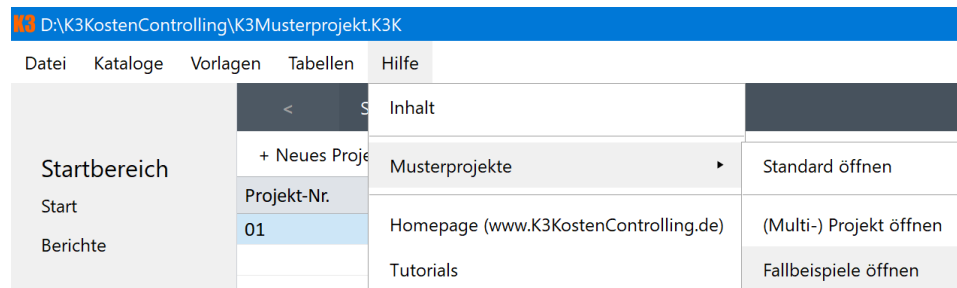 K3 D:\K3KostenControlling\K3Musterprojekt.K3K
Datei Kataloge Vorlagen Tabellen Hilfe
< S Inhalt
+ Neues Proje Musterprojekte Standard öffnen
Startbereich
Projekt-Nr.
Start
01 Homepage (www.K3KostenControlling.de) (Multi-) Projekt öffnen
Berichte
Tutorials Fallbeispiele öffnen